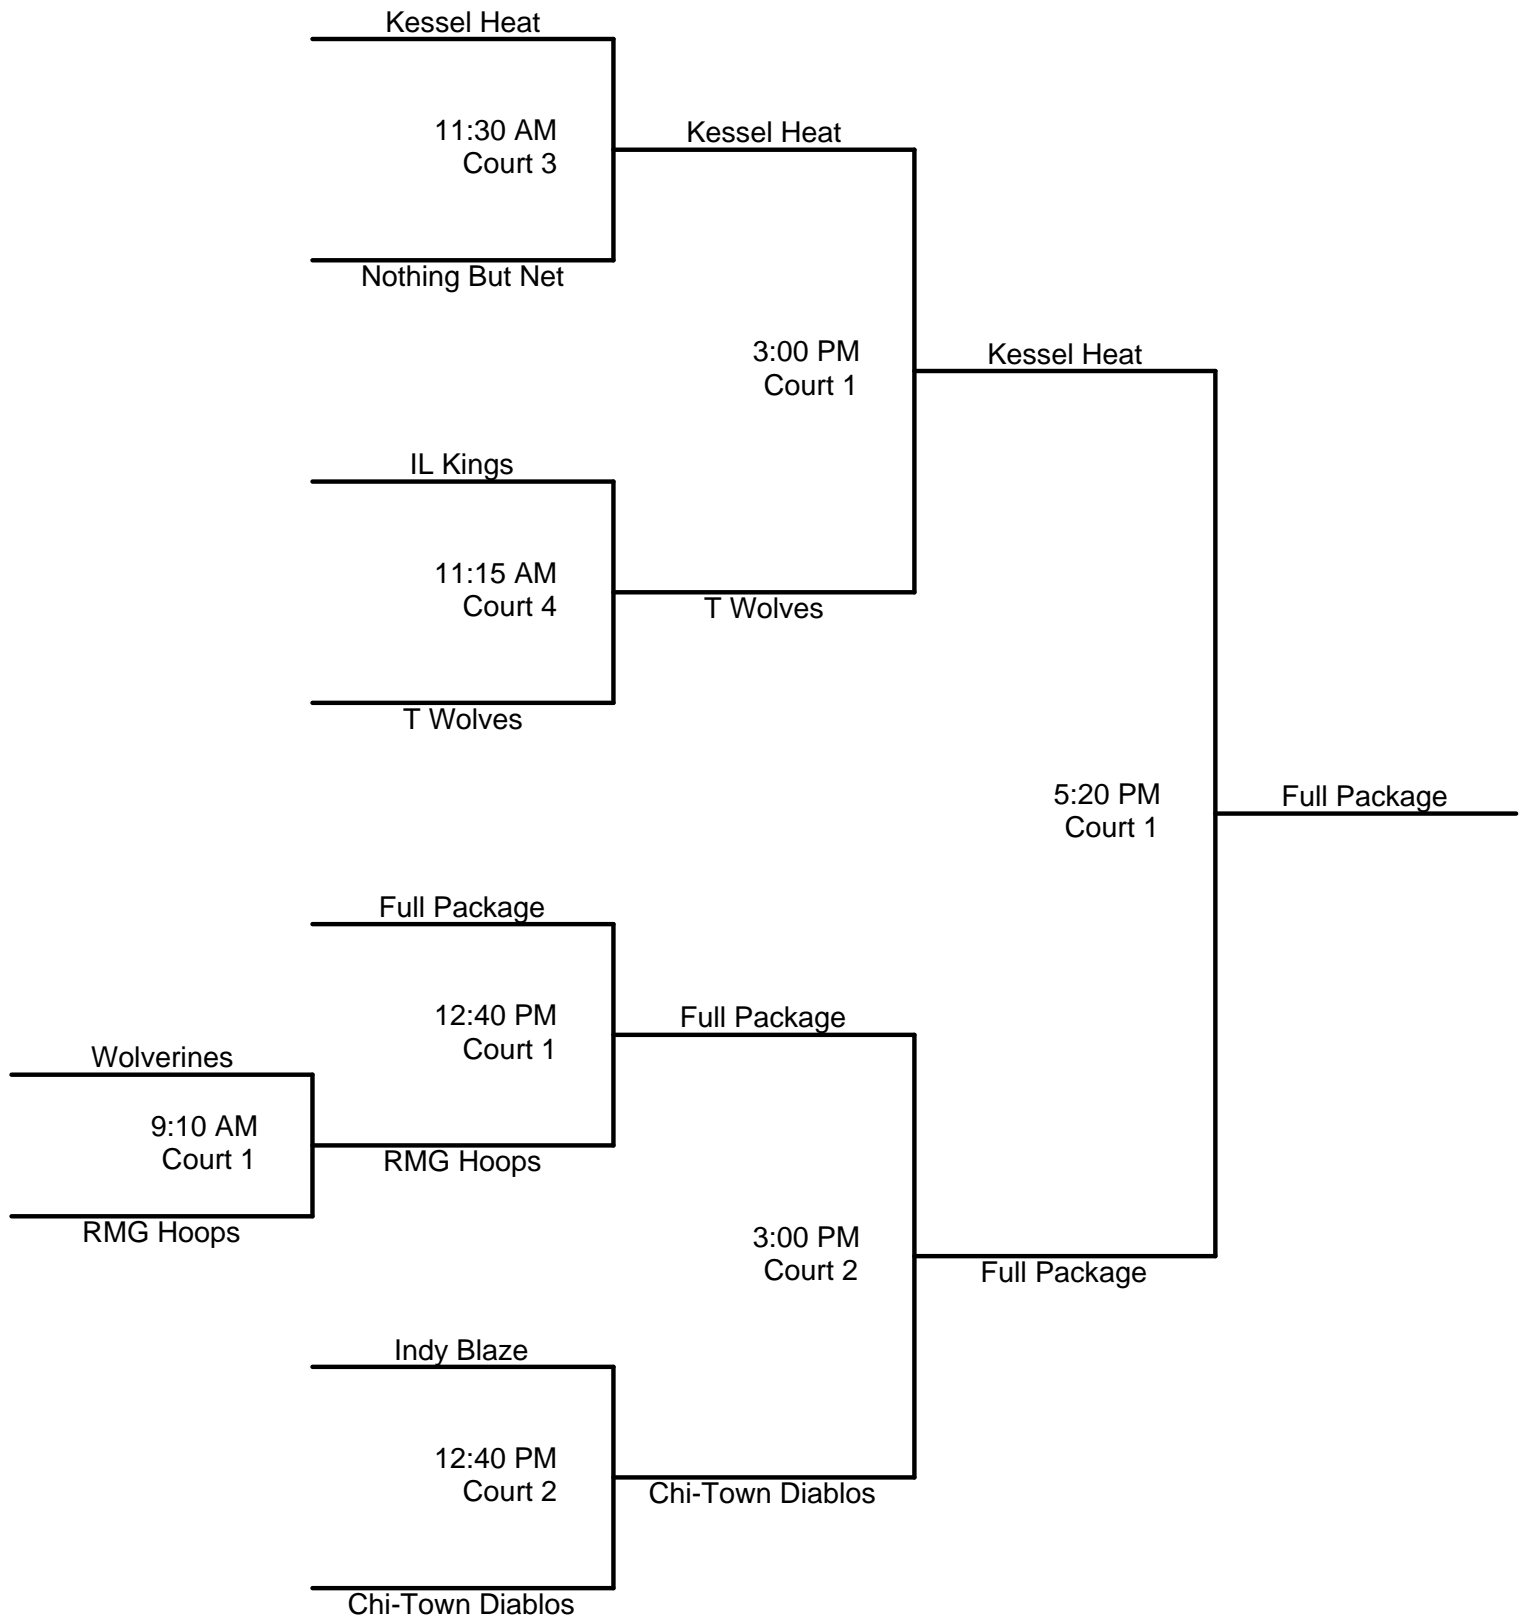 Kessel Heat
11:30 AM
Court 3
Kessel Heat
Nothing But Net
3:00 PM
Court 1
Kessel Heat
IL Kings
11:15 AM
Court 4
T Wolves
T Wolves
5:20 PM
Court 1
Full Package
Full Package
12:40 PM
Court 1
Full Package
Wolverines
9:10 AM
Court 1
RMG Hoops
RMG Hoops
3:00 PM
Court 2
Full Package
Indy Blaze
12:40 PM
Court 2
Chi-Town Diablos
Chi-Town Diablos